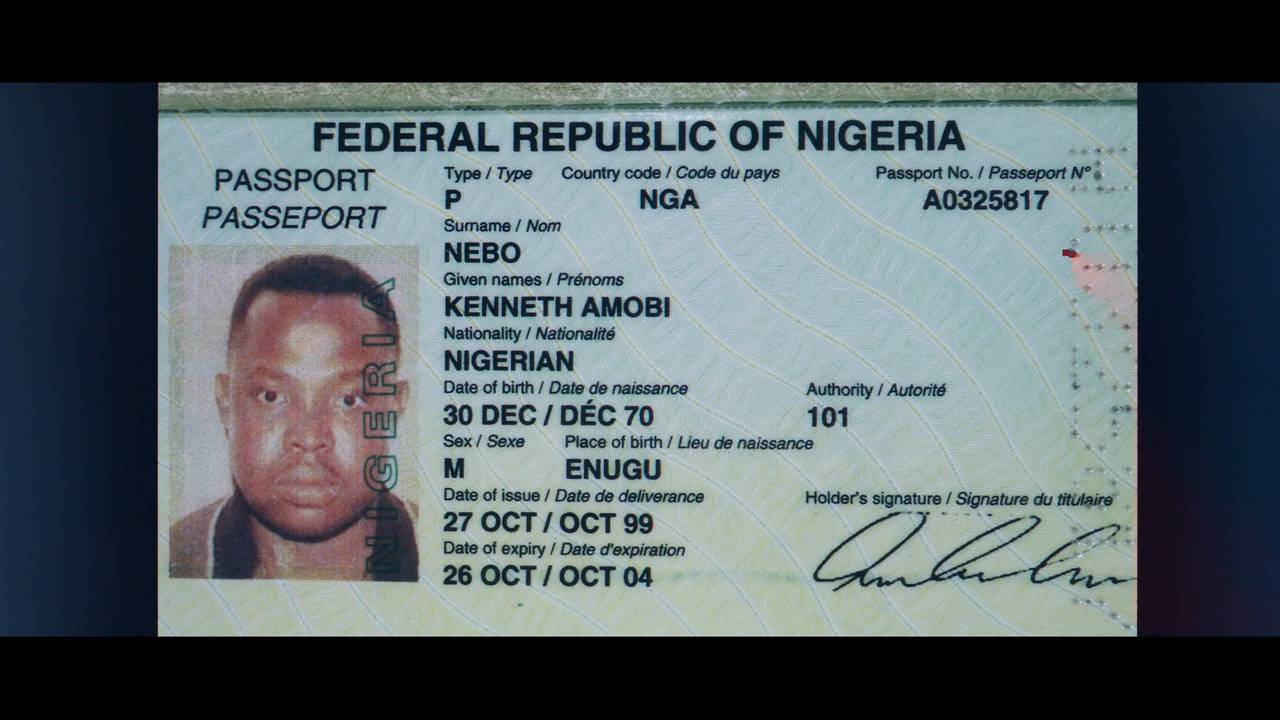 FEDERAL REPUBLIC OF NIGERIA
PASSPORT
PASSEPORT
Type / Type Country code / Code du pays Passport No. / Passeport N°
P NGA A0325817
Surname / Nom
NEBO
Given names / Prénoms
KENNETH AMOBI
Nationality / Nationalité
NIGERIAN
Date of birth / Date de naissance Authority / Autorité
30 DEC / DÉC 70 101
Sex / Sexe Place of birth / Lieu de naissance
M ENUGU
Date of issue / Date de deliverance Holder's signature / Signature du titulaire
27 OCT / OCT 99
Date of expiry / Date d'expiration
26 OCT / OCT 04
NIGERIA